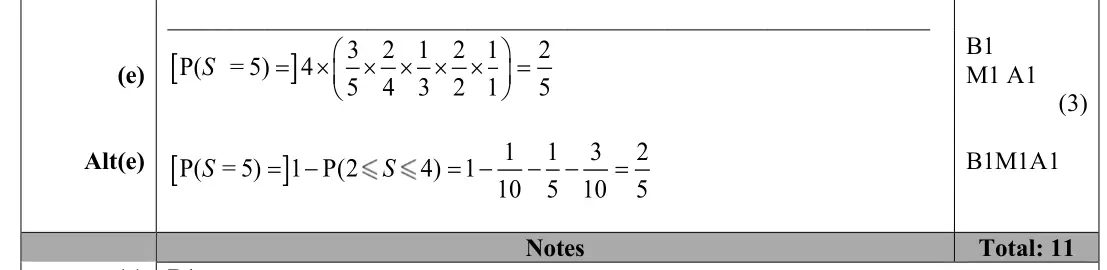 (e) [P(S = 5) =] 4 × (3/5 × 2/4 × 1/3 × 2/2 × 1/1) = 2/5 B1
M1 A1
(3)
Alt(e) [P(S = 5) =] 1 − P(2 ⩽ S ⩽ 4) = 1 − 1/10 − 1/5 − 3/10 = 2/5 B1M1A1
Notes Total: 11